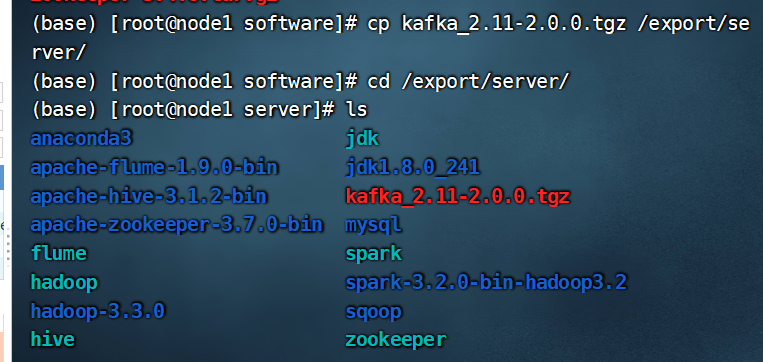 (base) [root@node1 software]# cp kafka_2.11-2.0.0.tgz /export/se
rver/
(base) [root@node1 software]# cd /export/server/
(base) [root@node1 server]# ls
anaconda3 jdk
apache-flume-1.9.0-bin jdk1.8.0_241
apache-hive-3.1.2-bin kafka_2.11-2.0.0.tgz
apache-zookeeper-3.7.0-bin mysql
flume spark
hadoop spark-3.2.0-bin-hadoop3.2
hadoop-3.3.0 sqoop
hive zookeeper